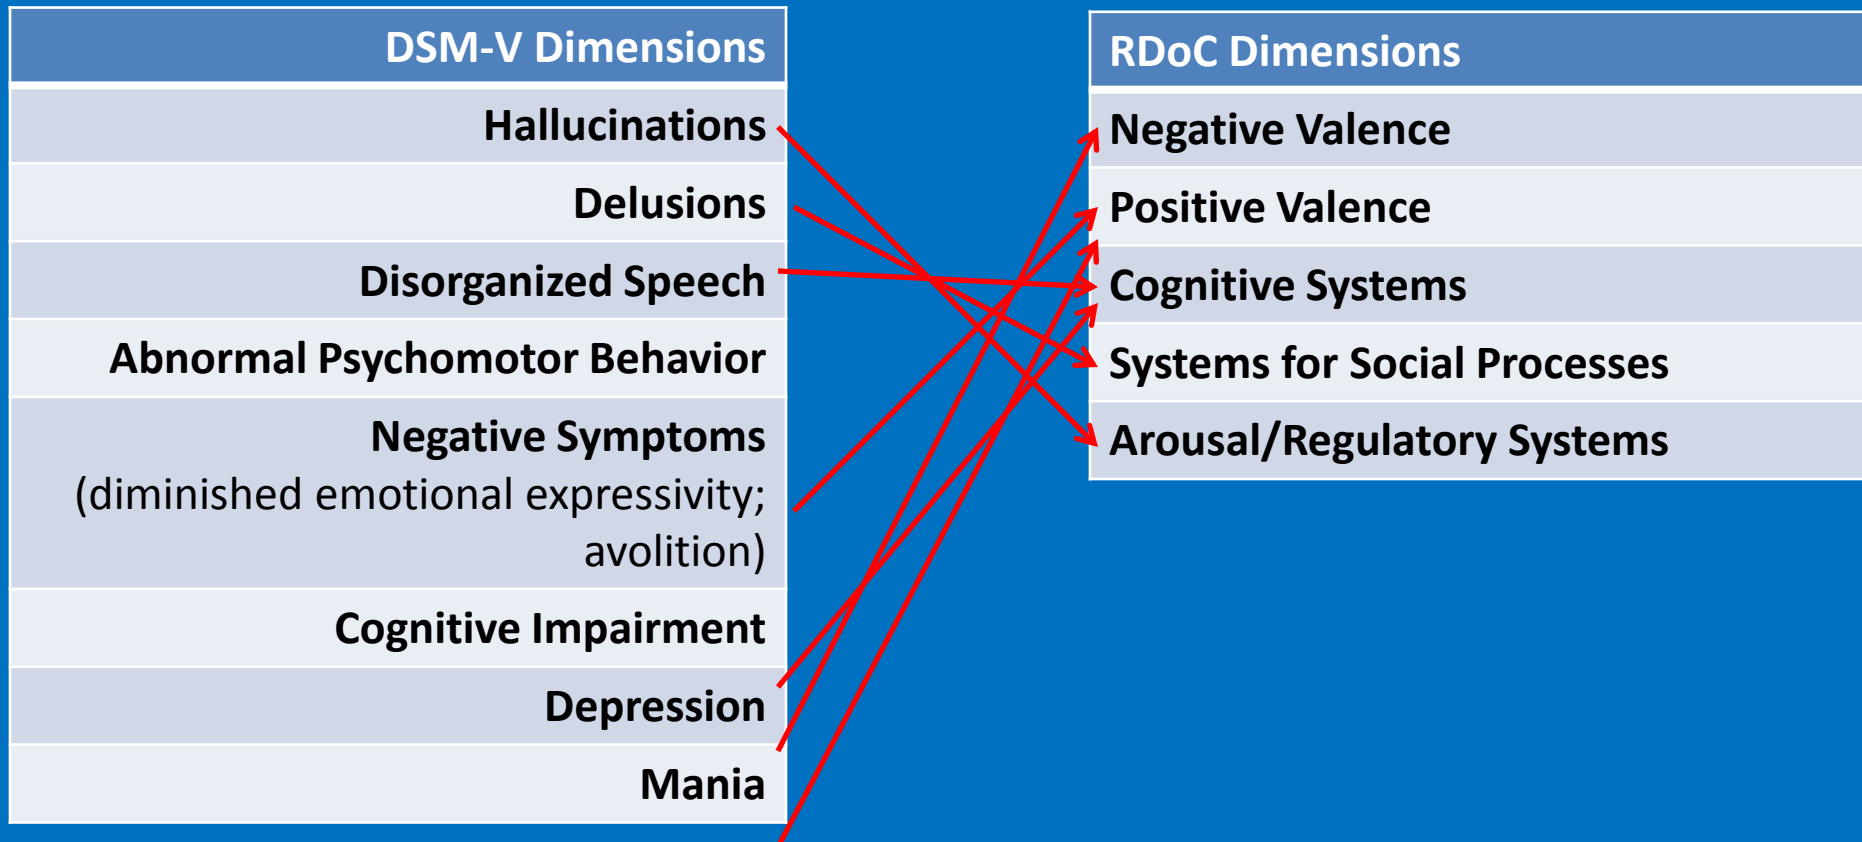 DSM-V Dimensions
Hallucinations
Delusions
Disorganized Speech
Abnormal Psychomotor Behavior
Negative Symptoms
(diminished emotional expressivity;
avolition)
Cognitive Impairment
Depression
Mania
RDoC Dimensions
Negative Valence
Positive Valence
Cognitive Systems
Systems for Social Processes
Arousal/Regulatory Systems